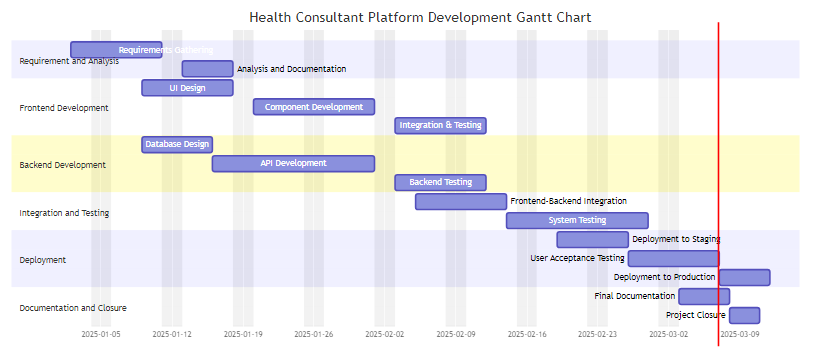 Health Consultant Platform Development Gantt Chart
Requirements Gathering
Requirement and Analysis
Analysis and Documentation
UI Design
Frontend Development
Component Development
Integration & Testing
Database Design
Backend Development
API Development
Backend Testing
Frontend-Backend Integration
Integration and Testing
System Testing
Deployment to Staging
Deployment
User Acceptance Testing
Deployment to Production
Final Documentation
Documentation and Closure
Project Closure
2025-01-05 2025-01-12 2025-01-19 2025-01-26 2025-02-02 2025-02-09 2025-02-16 2025-02-23 2025-03-02 2025-03-09